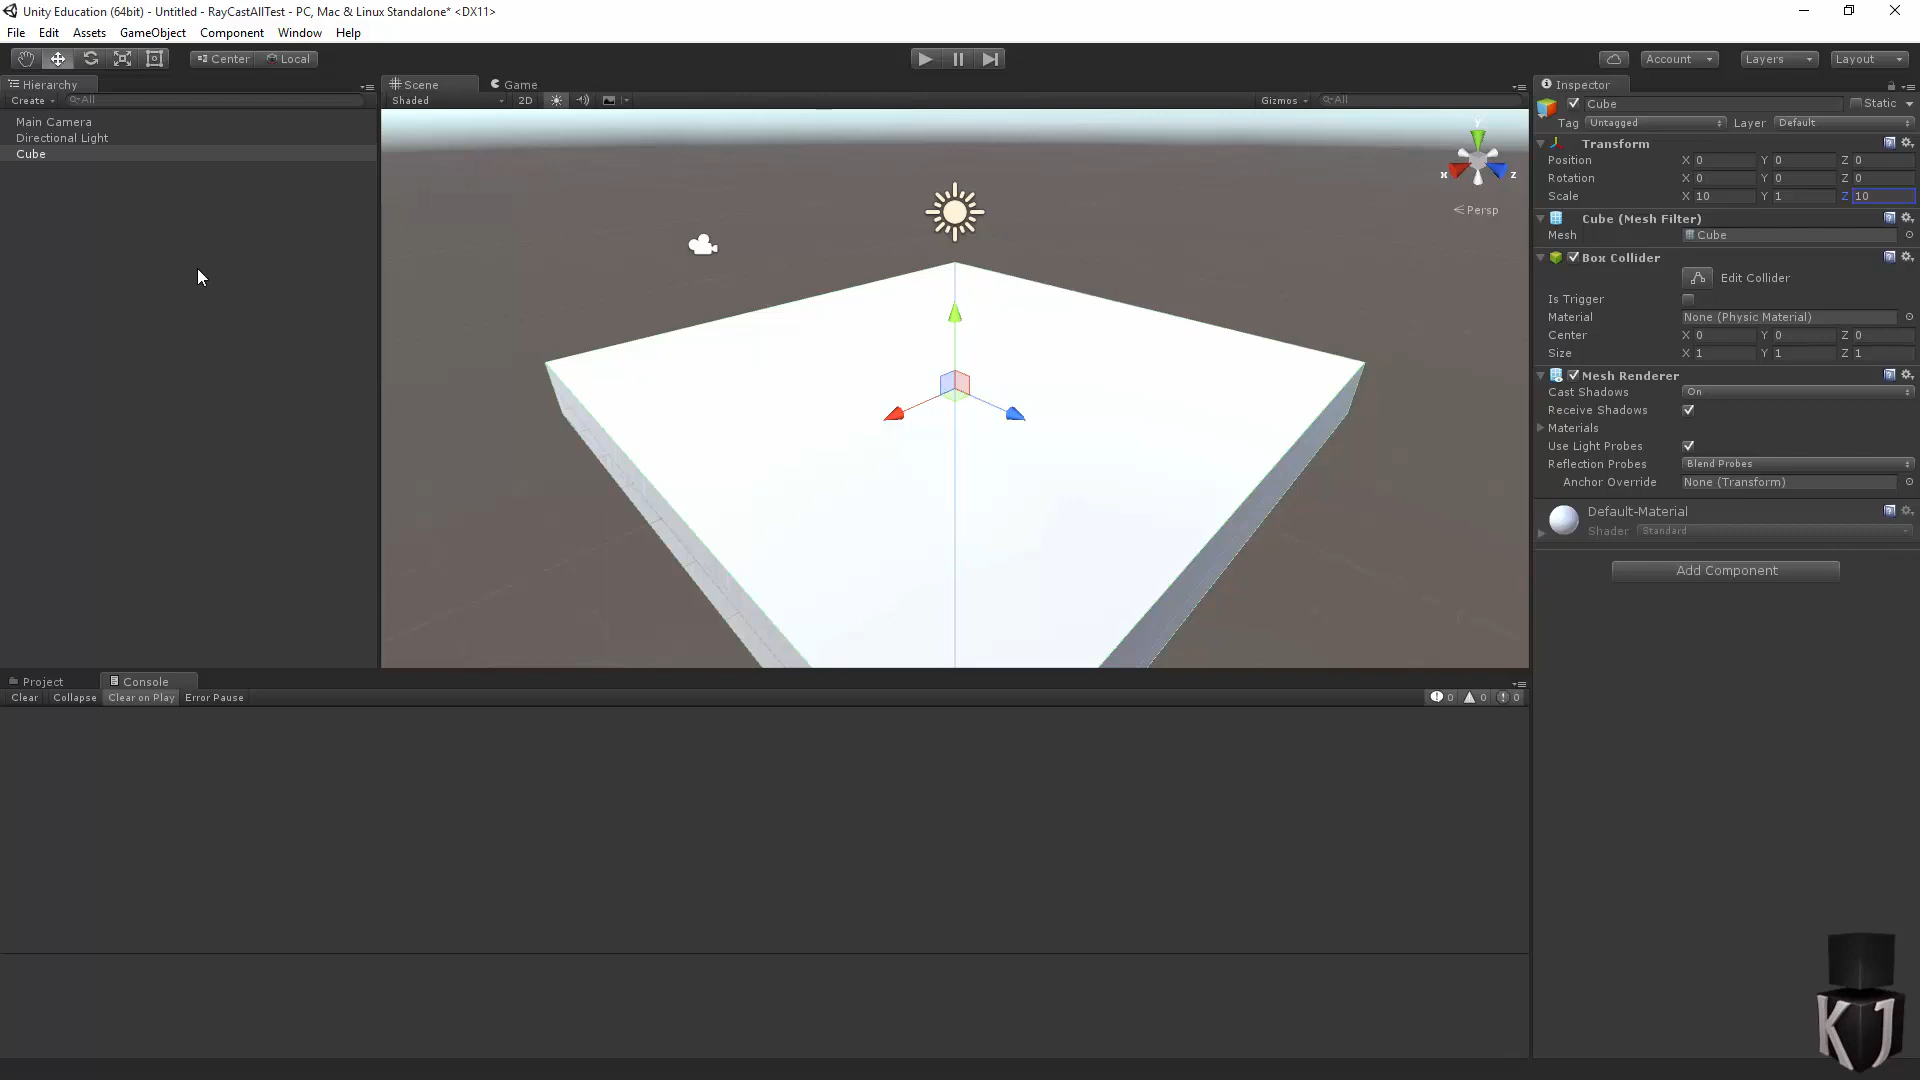 Unity Education (64bit) - Untitled - RayCastAllTest - PC, Mac & Linux Standalone* <DX11>
File Edit Assets GameObject Component Window Help
Center Local Account Layers Layout
Hierarchy
Create All
Main Camera
Directional Light
Cube
Scene Game
Shaded 2D Gizmos All
y
x z
Persp
Inspector
Cube Static
Tag Untagged Layer Default
Transform
Position X 0 Y 0 Z 0
Rotation X 0 Y 0 Z 0
Scale X 10 Y 1 Z 10
Cube (Mesh Filter)
Mesh Cube
Box Collider
Edit Collider
Is Trigger
Material None (Physic Material)
Center X 0 Y 0 Z 0
Size X 1 Y 1 Z 1
Mesh Renderer
Cast Shadows On
Receive Shadows
Materials
Use Light Probes
Reflection Probes Blend Probes
Anchor Override None (Transform)
Default-Material
Shader Standard
Add Component
Project Console
Clear Collapse Clear on Play Error Pause 0 0 0
KJ